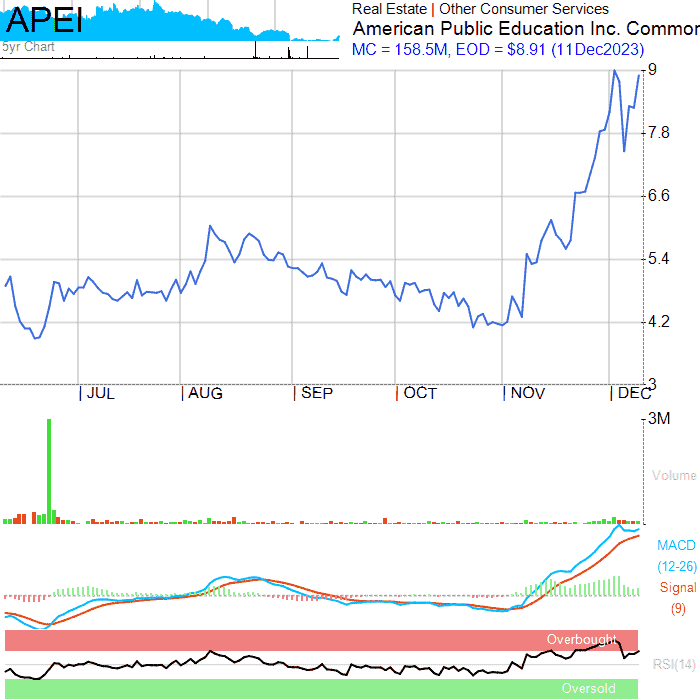 APEI
5yr Chart
Real Estate | Other Consumer Services
American Public Education Inc. Common
MC = 158.5M, EOD = $8.91 (11Dec2023)
9
7.8
6.6
5.4
4.2
3
JUL AUG SEP OCT NOV DEC
3M
Volume
MACD
(12-26)
Signal
(9)
Overbought
RSI(14)
Oversold